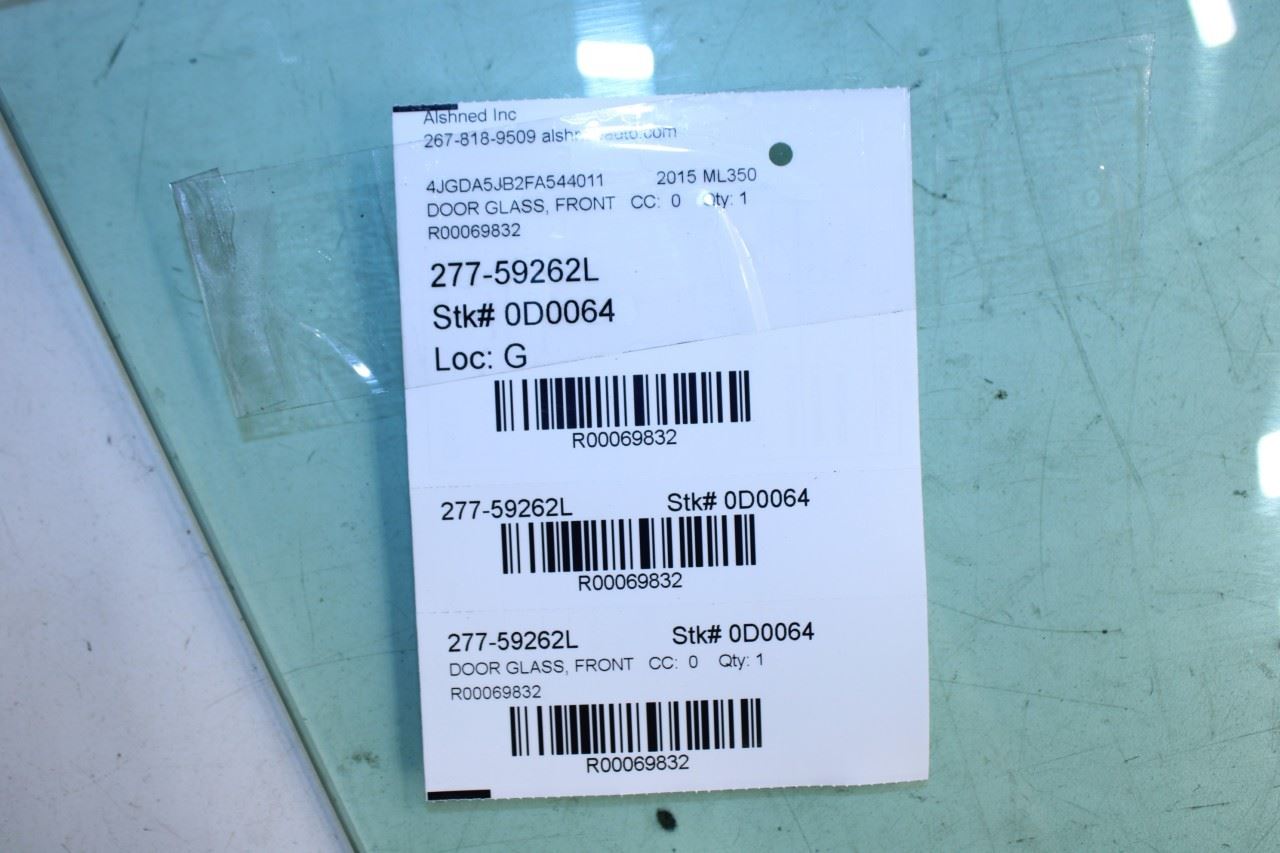 Alshned Inc
267-818-9509
4JGDA5JB2FA544011 2015 ML350
DOOR GLASS, FRONT CC: 0 Qty: 1
R00069832
277-59262L
Stk# 0D0064
Loc: G
R00069832
277-59262L Stk# 0D0064
R00069832
277-59262L Stk# 0D0064
DOOR GLASS, FRONT CC: 0 Qty: 1
R00069832
R00069832